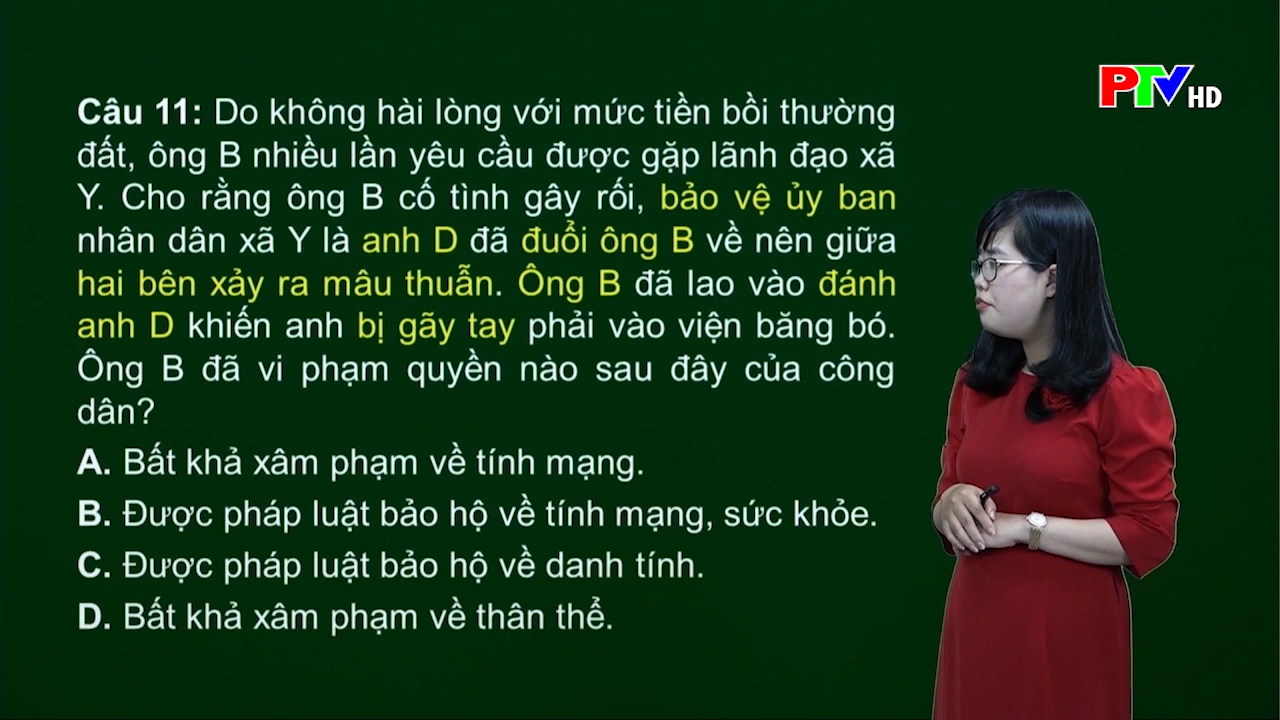 PTV HD
Câu 11: Do không hài lòng với mức tiền bồi thường
đất, ông B nhiều lần yêu cầu được gặp lãnh đạo xã
Y. Cho rằng ông B cố tình gây rối, bảo vệ ủy ban
nhân dân xã Y là anh D đã đuổi ông B về nên giữa
hai bên xảy ra mâu thuẫn. Ông B đã lao vào đánh
anh D khiến anh bị gãy tay phải vào viện băng bó.
Ông B đã vi phạm quyền nào sau đây của công
dân?
A. Bất khả xâm phạm về tính mạng.
B. Được pháp luật bảo hộ về tính mạng, sức khỏe.
C. Được pháp luật bảo hộ về danh tính.
D. Bất khả xâm phạm về thân thể.